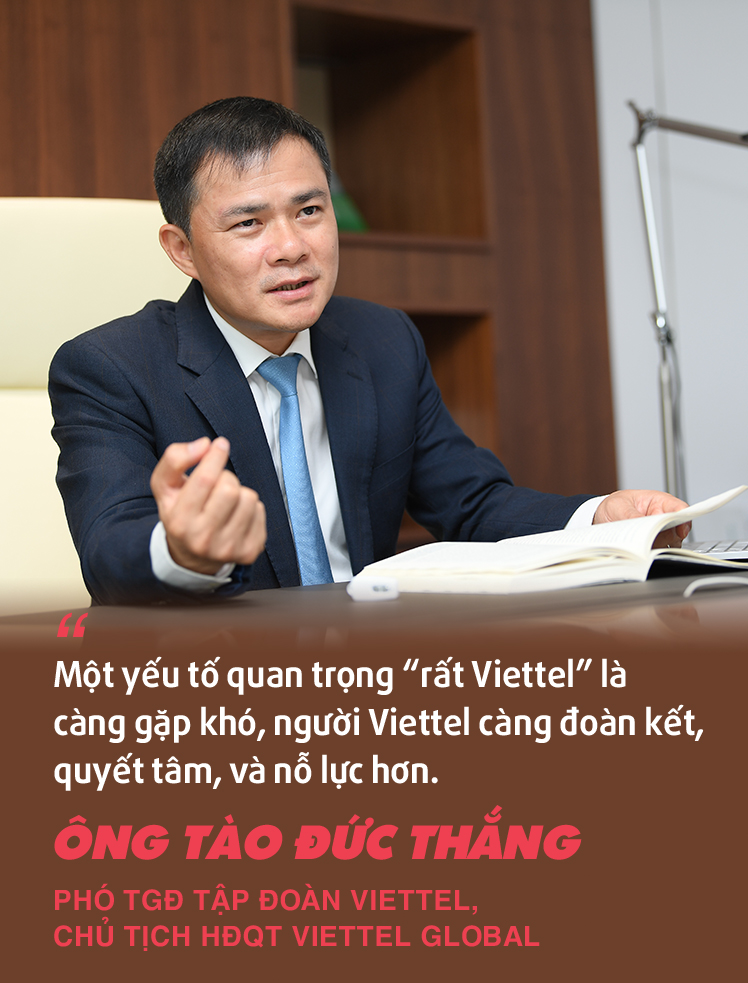 “
Một yếu tố quan trọng “rất Viettel” là
càng gặp khó, người Viettel càng đoàn kết,
quyết tâm, và nỗ lực hơn.
ÔNG TÀO ĐỨC THẮNG
PHÓ TGĐ TẬP ĐOÀN VIETTEL,
CHỦ TỊCH HĐQT VIETTEL GLOBAL